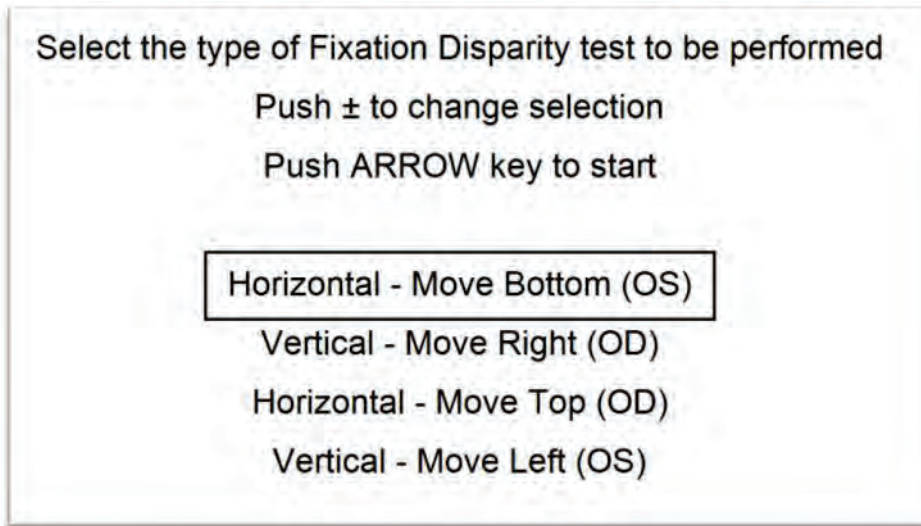 Select the type of Fixation Disparity test to be performed
Push ± to change selection
Push ARROW key to start
Horizontal - Move Bottom (OS)
Vertical - Move Right (OD)
Horizontal - Move Top (OD)
Vertical - Move Left (OS)